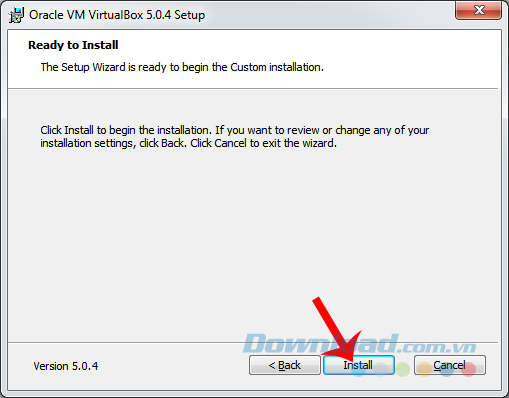 Oracle VM VirtualBox 5.0.4 Setup
Ready to Install
The Setup Wizard is ready to begin the Custom installation.
Click Install to begin the installation. If you want to review or change any of your
installation settings, click Back. Click Cancel to exit the wizard.
Download.com.vn
Version 5.0.4
< Back
Install
Cancel